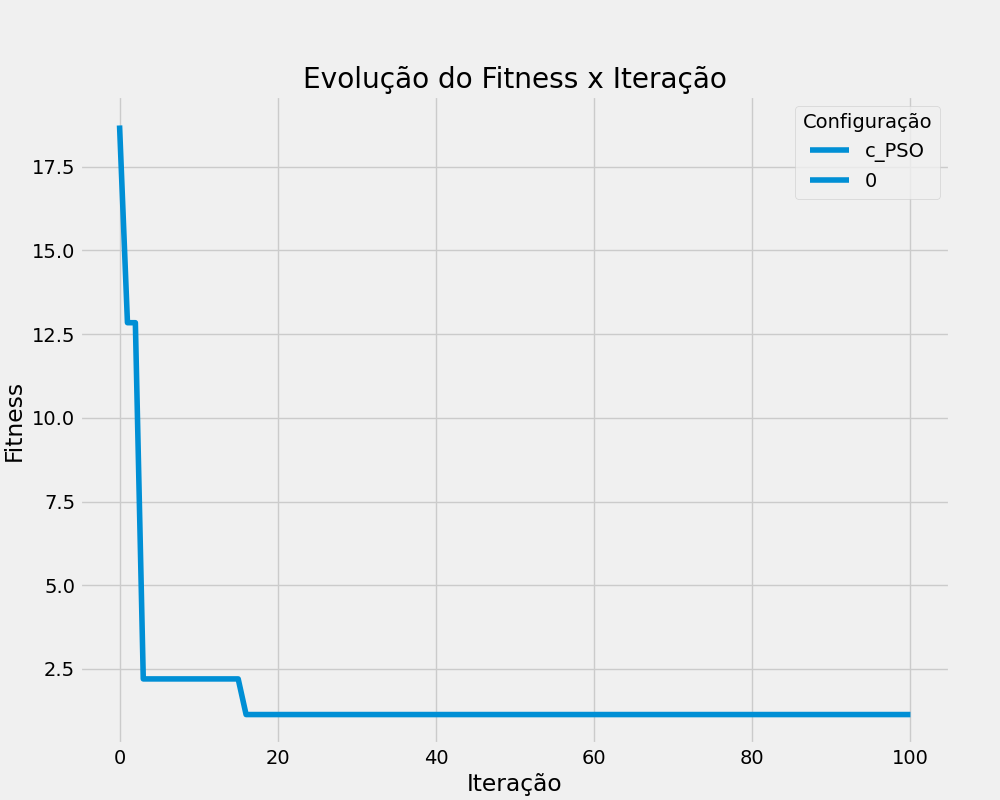 Evolução do Fitness x Iteração
Configuração
c_PSO
0
17.5
15.0
12.5
10.0
7.5
5.0
2.5
Fitness
0 20 40 60 80 100
Iteração